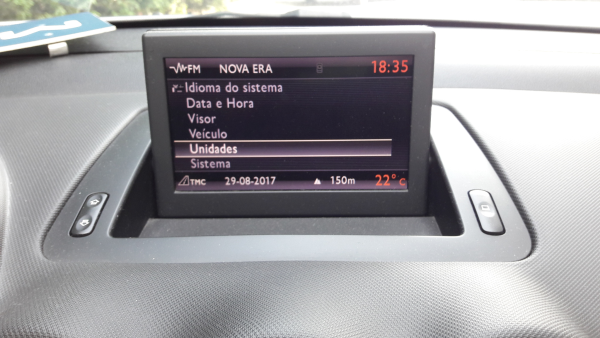 FM NOVA ERA 18:35
Idioma do sistema
Data e Hora
Visor
Veículo
Unidades
Sistema
TMC 29-08-2017 150m 22° C